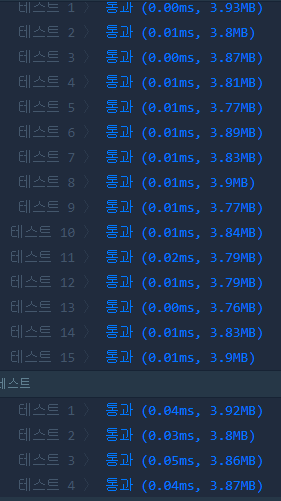 테스트 1 〉 통과 (0.00ms, 3.93MB)
테스트 2 〉 통과 (0.01ms, 3.8MB)
테스트 3 〉 통과 (0.00ms, 3.87MB)
테스트 4 〉 통과 (0.01ms, 3.81MB)
테스트 5 〉 통과 (0.01ms, 3.77MB)
테스트 6 〉 통과 (0.01ms, 3.89MB)
테스트 7 〉 통과 (0.01ms, 3.83MB)
테스트 8 〉 통과 (0.01ms, 3.9MB)
테스트 9 〉 통과 (0.01ms, 3.77MB)
테스트 10 〉 통과 (0.01ms, 3.84MB)
테스트 11 〉 통과 (0.02ms, 3.79MB)
테스트 12 〉 통과 (0.01ms, 3.79MB)
테스트 13 〉 통과 (0.00ms, 3.76MB)
테스트 14 〉 통과 (0.01ms, 3.83MB)
테스트 15 〉 통과 (0.01ms, 3.9MB)
테스트
테스트 1 〉 통과 (0.04ms, 3.92MB)
테스트 2 〉 통과 (0.03ms, 3.8MB)
테스트 3 〉 통과 (0.05ms, 3.86MB)
테스트 4 〉 통과 (0.04ms, 3.87MB)